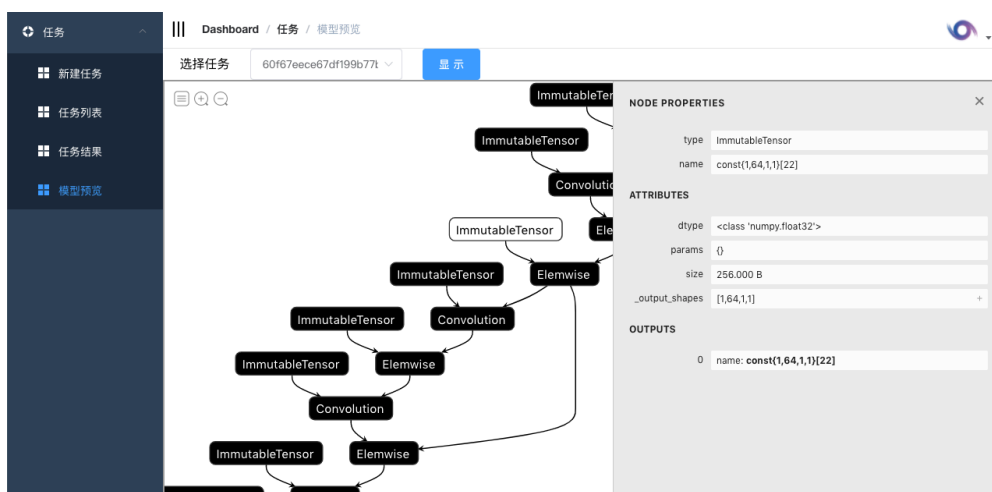 任务
新建任务
任务列表
任务结果
模型预览
Dashboard / 任务 / 模型预览
选择任务
显 示
ImmutableTensor
Convolution
ImmutableTensor
ImmutableTensor
Elemwise
ImmutableTensor
Convolution
ImmutableTensor
Elemwise
Convolution
ImmutableTensor
Elemwise
NODE PROPERTIES
type ImmutableTensor
name const{1,64,1,1}[22]
ATTRIBUTES
dtype <class 'numpy.float32'>
params {}
size 256.000 B
_output_shapes [1,64,1,1] +
OUTPUTS
0 name: const{1,64,1,1}[22]